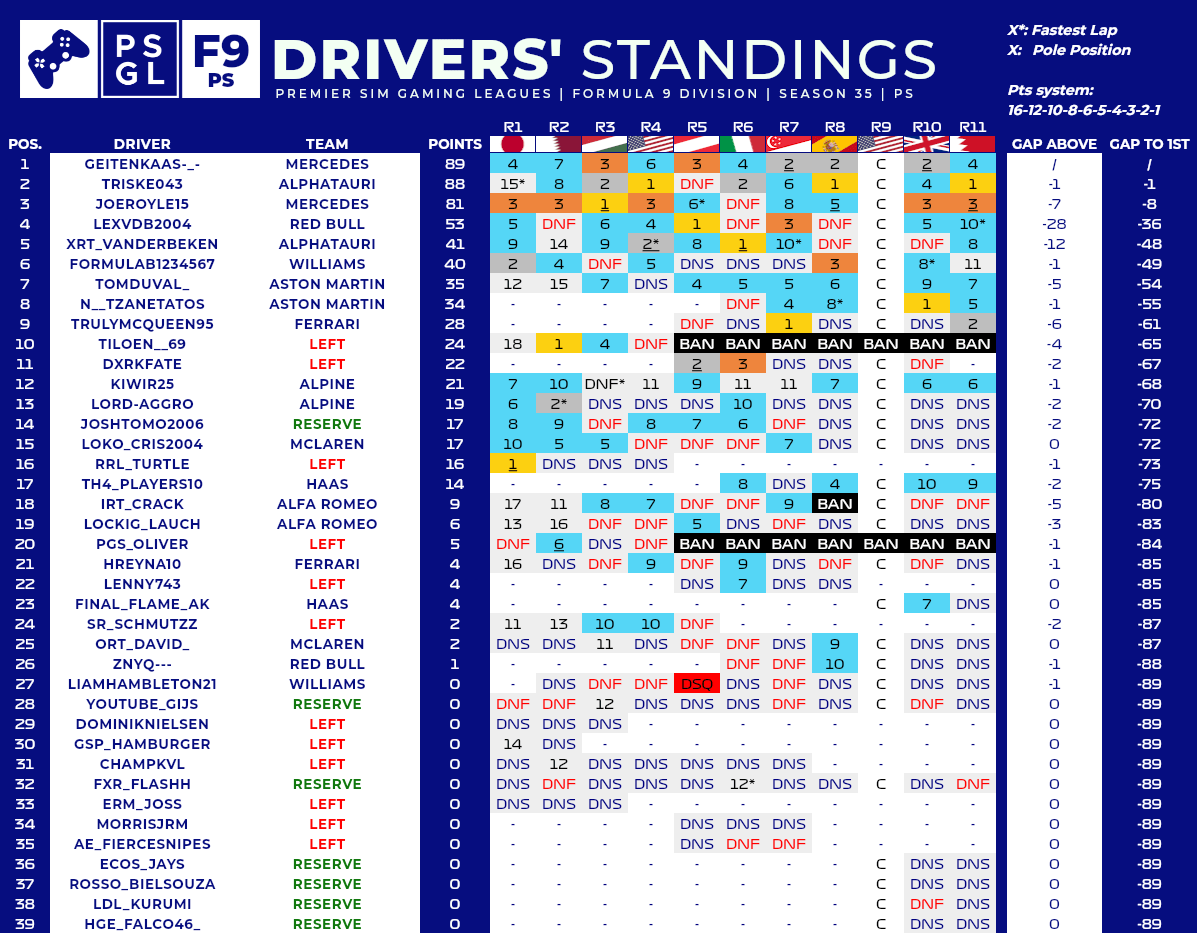 X*: Fastest Lap
X: Pole Position
PS
GL
F9
PS
DRIVERS' STANDINGS
PREMIER SIM GAMING LEAGUES | FORMULA 9 DIVISION | SEASON 35 | PS
Pts system:
16-12-10-8-6-5-4-3-2-1
R1 R2 R3 R4 R5 R6 R7 R8 R9 R10 R11
POS. DRIVER TEAM POINTS GAP ABOVE GAP TO 1ST
1 GEITENKAAS-_- MERCEDES 89 4 7 3 6 3 4 2 2 C 2 4 / /
2 TRISKE043 ALPHATAURI 88 15* 8 2 1 DNF 2 6 1 C 4 1 -1 -1
3 JOEROYLE15 MERCEDES 81 3 3 1 3 6* DNF 8 5 C 3 3 -7 -8
4 LEXVDB2004 RED BULL 53 5 DNF 6 4 1 DNF 3 DNF C 5 10* -28 -36
5 XRT_VANDERBEKEN ALPHATAURI 41 9 14 9 2* 8 1 10* DNF C DNF 8 -12 -48
6 FORMULAB1234567 WILLIAMS 40 2 4 DNF 5 DNS DNS DNS 3 C 8* 11 -1 -49
7 TOMDUVAL_ ASTON MARTIN 35 12 15 7 DNS 4 5 5 6 C 9 7 -5 -54
8 N__TZANETATOS ASTON MARTIN 34 - - - - - DNF 4 8* C 1 5 -1 -55
9 TRULYMCQUEEN95 FERRARI 28 - - - - DNF DNS 1 DNS C DNS 2 -6 -61
10 TILOEN__69 LEFT 24 18 1 4 DNF BAN BAN BAN BAN BAN BAN BAN -4 -65
11 DXRKFATE LEFT 22 - - - - 2 3 DNS DNS C DNF - -2 -67
12 KIWIR25 ALPINE 21 7 10 DNF* 11 9 11 11 7 C 6 6 -1 -68
13 LORD-AGGRO ALPINE 19 6 2* DNS DNS DNS 10 DNS DNS C DNS DNS -2 -70
14 JOSHTOMO2006 RESERVE 17 8 9 DNF 8 7 6 DNF DNS C DNS DNS -2 -72
15 LOKO_CRIS2004 MCLAREN 17 10 5 5 DNF DNF DNF 7 DNS C DNS DNS 0 -72
16 RRL_TURTLE LEFT 16 1 DNS DNS DNS - - - - - - - -1 -73
17 TH4_PLAYERS10 HAAS 14 - - - - - 8 DNS 4 C 10 9 -2 -75
18 IRT_CRACK ALFA ROMEO 9 17 11 8 7 DNF DNF 9 BAN C DNF DNF -5 -80
19 LOCKIG_LAUCH ALFA ROMEO 6 13 16 DNF DNF 5 DNS DNF DNS C DNS DNS -3 -83
20 PGS_OLIVER LEFT 5 DNF 6 DNS DNF BAN BAN BAN BAN BAN BAN BAN -1 -84
21 HREYNA10 FERRARI 4 16 DNS DNF 9 DNF 9 DNS DNF C DNF DNS -1 -85
22 LENNY743 LEFT 4 - - - - DNS 7 DNS DNS - - - 0 -85
23 FINAL_FLAME_AK HAAS 4 - - - - - - - - C 7 DNS 0 -85
24 SR_SCHMUTZZ LEFT 2 11 13 10 10 DNF - - - - - - -2 -87
25 ORT_DAVID_ MCLAREN 2 DNS DNS 11 DNS DNF DNF DNS 9 C DNS DNS 0 -87
26 ZNYQ--- RED BULL 1 - - - - - DNF DNF 10 C DNS DNS -1 -88
27 LIAMHAMBLETON21 WILLIAMS 0 - DNS DNF DNF DSQ DNS DNF DNS C DNS DNS -1 -89
28 YOUTUBE_GIJS RESERVE 0 DNF DNF 12 DNS DNS DNS DNF DNS C DNF DNS 0 -89
29 DOMINIKNIELSEN LEFT 0 DNS DNS DNS - - - - - - - - 0 -89
30 GSP_HAMBURGER LEFT 0 14 DNS - - - - - - - - - 0 -89
31 CHAMPKVL LEFT 0 DNS 12 DNS DNS DNS DNS DNS - - - - 0 -89
32 FXR_FLASHH RESERVE 0 DNS DNF DNS DNS DNS 12* DNS DNS C DNS DNF 0 -89
33 ERM_JOSS LEFT 0 DNS DNS DNS - - - - - - - - 0 -89
34 MORRISJRM LEFT 0 - - - - DNS DNS DNS - - - - 0 -89
35 AE_FIERCESNIPES LEFT 0 - - - - DNS DNF DNF - - - - 0 -89
36 ECOS_JAYS RESERVE 0 - - - - - - - - C DNS DNS 0 -89
37 ROSSO_BIELSOUZA RESERVE 0 - - - - - - - - C DNS DNS 0 -89
38 LDL_KURUMI RESERVE 0 - - - - - - - - C DNF DNS 0 -89
39 HGE_FALCO46_ RESERVE 0 - - - - - - - - C DNS DNS 0 -89